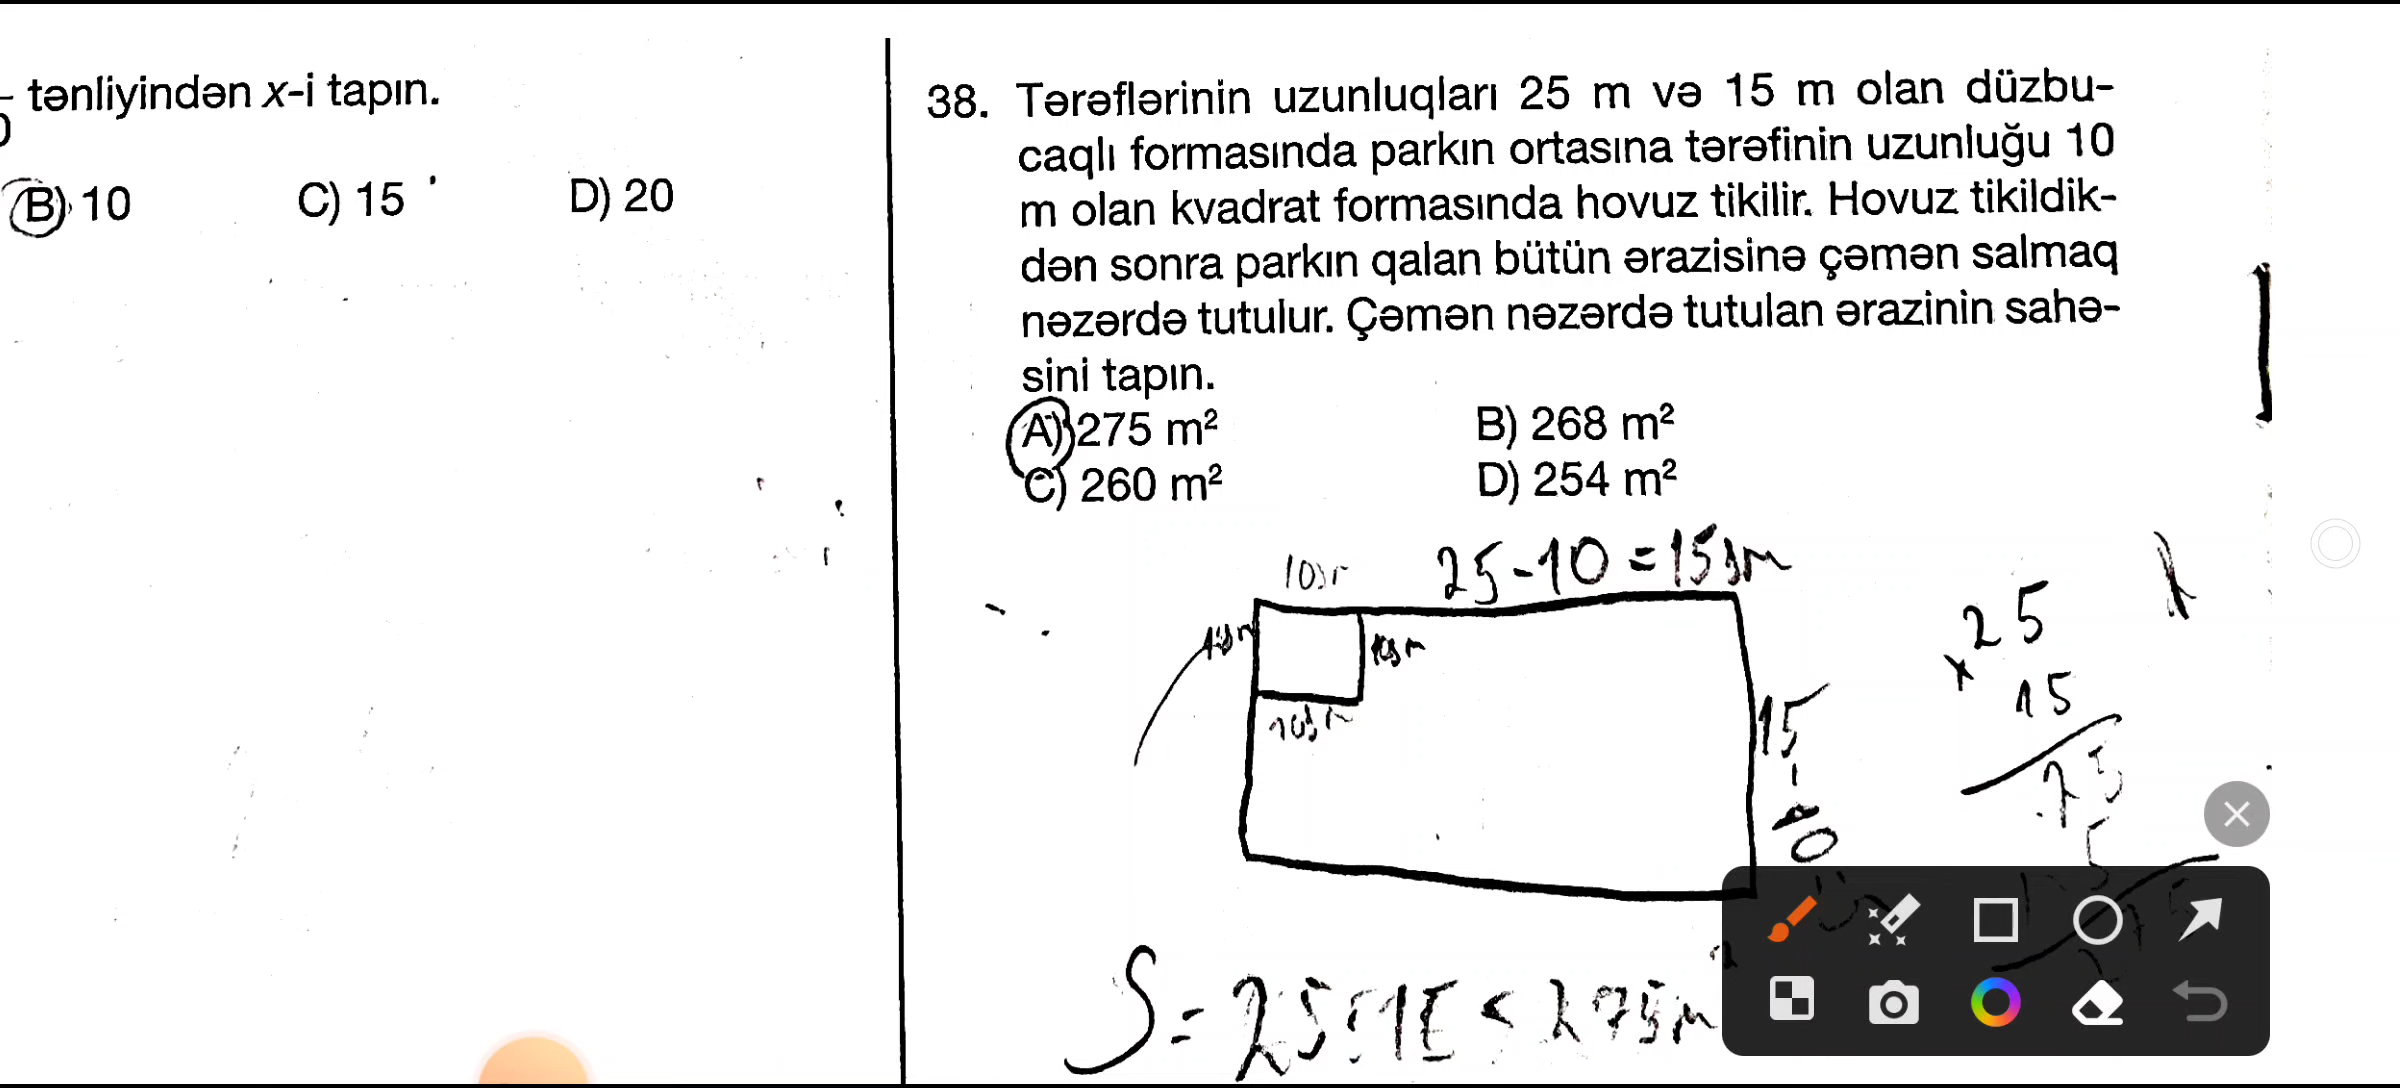 tənliyindən x-i tapın.
B) 10 C) 15 D) 20
38. Tərəflərinin uzunluqları 25 m və 15 m olan düzbu-
caqlı formasında parkın ortasına tərəfinin uzunluğu 10
m olan kvadrat formasında hovuz tikilir. Hovuz tikildik-
dən sonra parkın qalan bütün ərazisinə çəmən salmaq
nəzərdə tutulur. Çəmən nəzərdə tutulan ərazinin sahə-
sini tapın.
A) 275 m² B) 268 m²
C) 260 m² D) 254 m²
25-10=15
15
-10
x25
15
75
S=